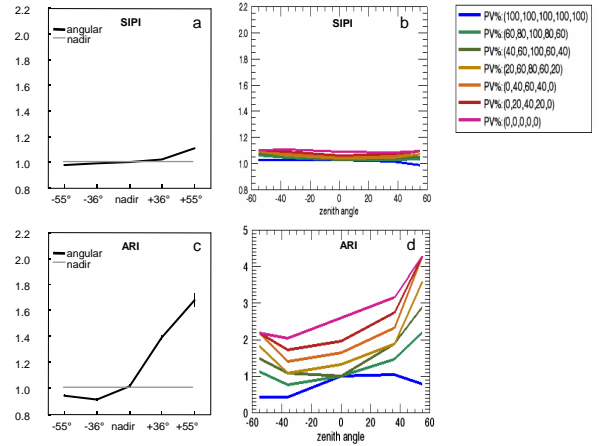 SIPI a
angular
nadir
2.2
2.0
1.8
1.6
1.4
1.2
1.0
0.8
-55° -36° nadir +36° +55°
SIPI b
2.2
2.0
1.8
1.6
1.4
1.2
1.0
0.8
-60 -40 -20 0 20 40 60
zenith angle
PV%:(100,100,100,100,100)
PV%:(60,80,100,80,60)
PV%:(40,60,100,60,40)
PV%:(20,60,80,60,20)
PV%:(0,40,60,40,0)
PV%:(0,20,40,20,0)
PV%:(0,0,0,0,0)
ARI c
angular
nadir
2.2
2.0
1.8
1.6
1.4
1.2
1.0
0.8
-55° -36° nadir +36° +55°
ARI d
5
4
3
2
1
0
-60 -40 -20 0 20 40 60
zenith angle